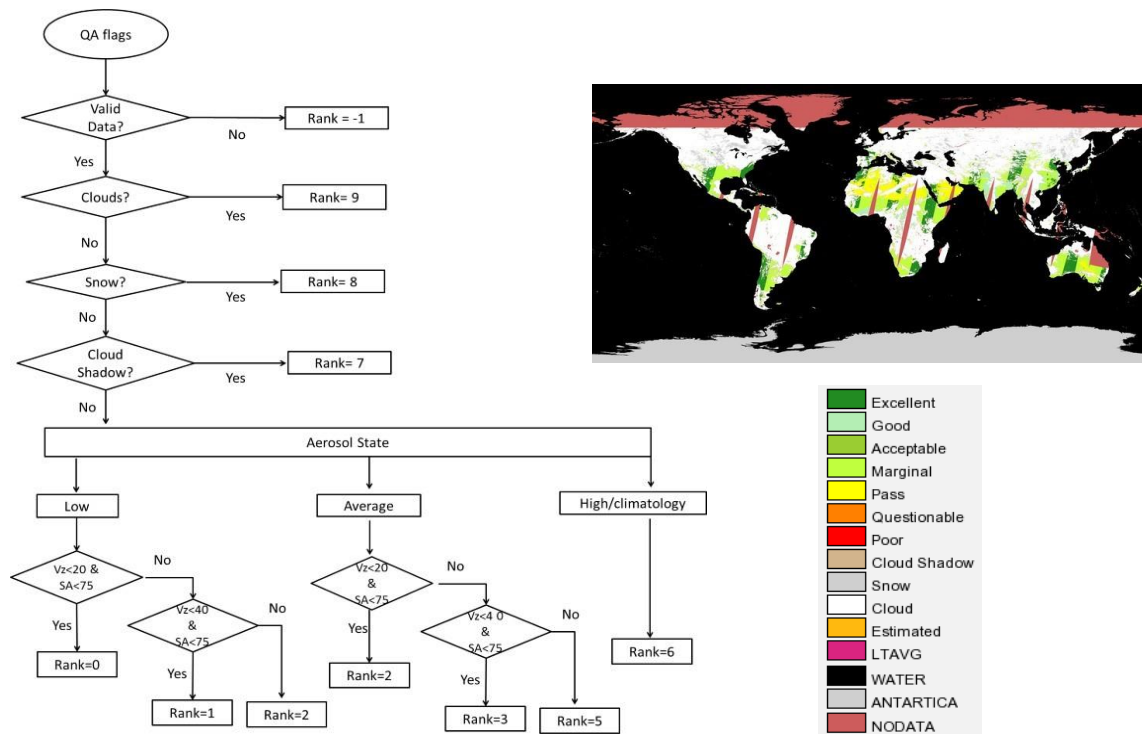 QA flags
Valid
Data?
No
Rank = -1
Yes
Clouds?
Rank= 9
Yes
No
Snow?
Rank= 8
Yes
No
Cloud
Shadow?
Rank= 7
Yes
No
Aerosol State
Low
Average
High/climatology
Vz<20 &
SA<75
No
Yes
Rank=0
Vz<40
&
SA<75
No
Yes
Rank=1
Rank=2
Vz<20
&
SA<75
No
Yes
Rank=2
Vz<4 0
&
SA<75
No
Yes
Rank=3
Rank=5
Rank=6
Excellent
Good
Acceptable
Marginal
Pass
Questionable
Poor
Cloud Shadow
Snow
Cloud
Estimated
LTAVG
WATER
ANTARTICA
NODATA